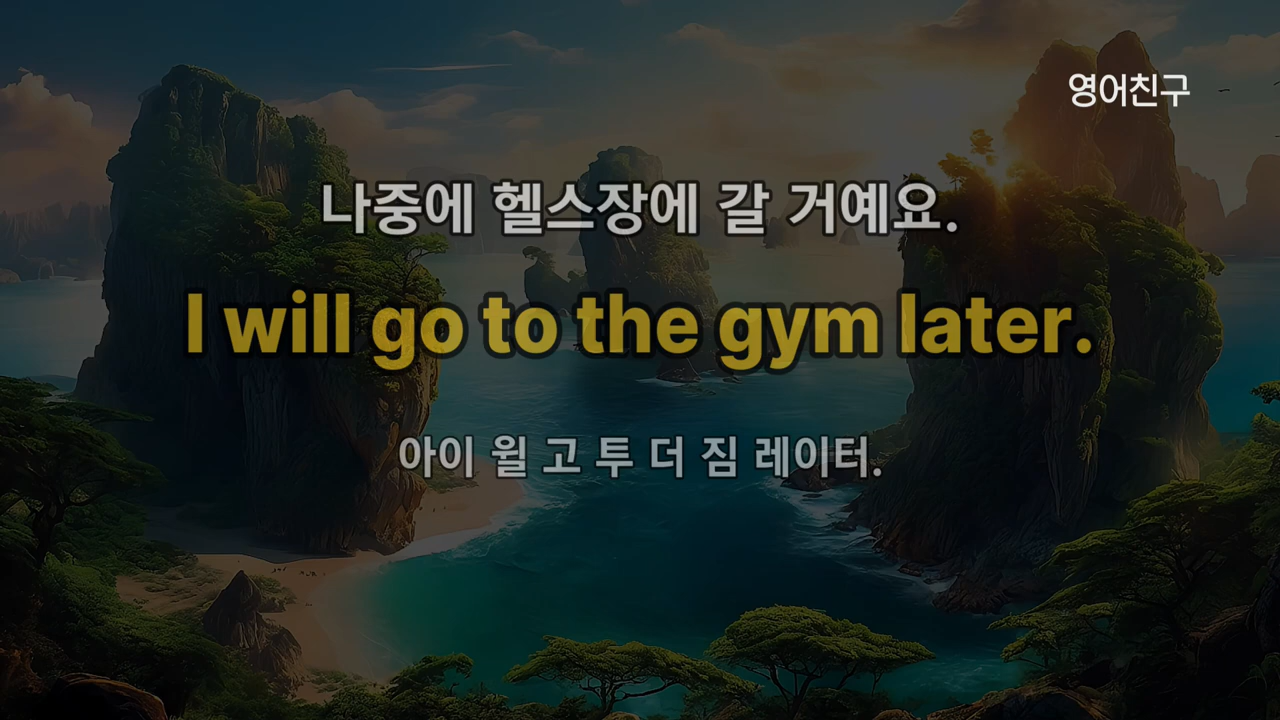 영어친구
나중에 헬스장에 갈 거예요.
I will go to the gym later.
아이 윌 고 투 더 짐 레이터.